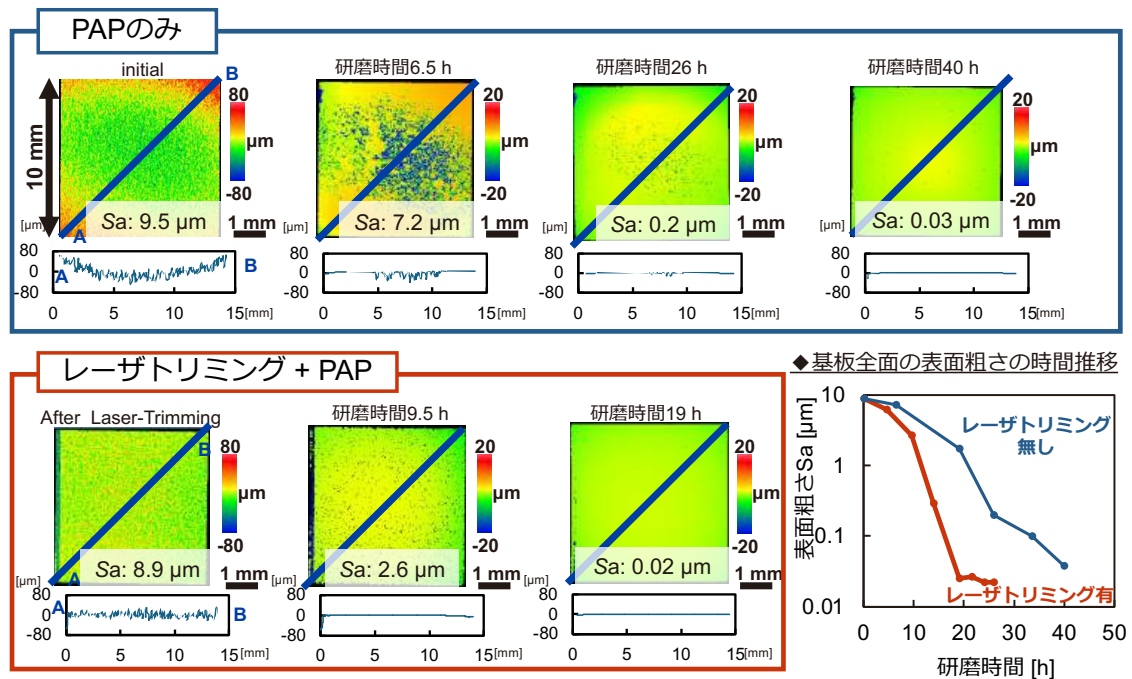 PAPのみ
initial
研磨時間6.5 h
研磨時間26 h
研磨時間40 h
B
80
20
20
20
10 mm
μm
μm
μm
μm
-80
-20
-20
-20
Sa: 9.5 μm
Sa: 7.2 μm
Sa: 0.2 μm
Sa: 0.03 μm
A
1 mm
1 mm
1 mm
1 mm
[μm]
[μm]
[μm]
[μm]
80
0
-80
A
B
80
0
-80
80
0
-80
80
0
-80
0 5 10 15[mm]
0 5 10 15[mm]
0 5 10 15[mm]
0 5 10 15[mm]
レーザトリミング + PAP
After Laser-Trimming
研磨時間9.5 h
研磨時間19 h
B
80
20
20
μm
μm
μm
-80
-20
-20
Sa: 8.9 μm
Sa: 2.6 μm
Sa: 0.02 μm
A
1 mm
1 mm
1 mm
[μm]
[μm]
[μm]
80
0
-80
A
B
80
0
-80
80
0
-80
0 5 10 15[mm]
0 5 10 15[mm]
0 5 10 15[mm]
◆基板全面の表面粗さの時間推移
表面粗さSa [μm]
10
1
0.1
0.01
レーザトリミング
無し
レーザトリミング有
0 10 20 30 40 50
研磨時間 [h]